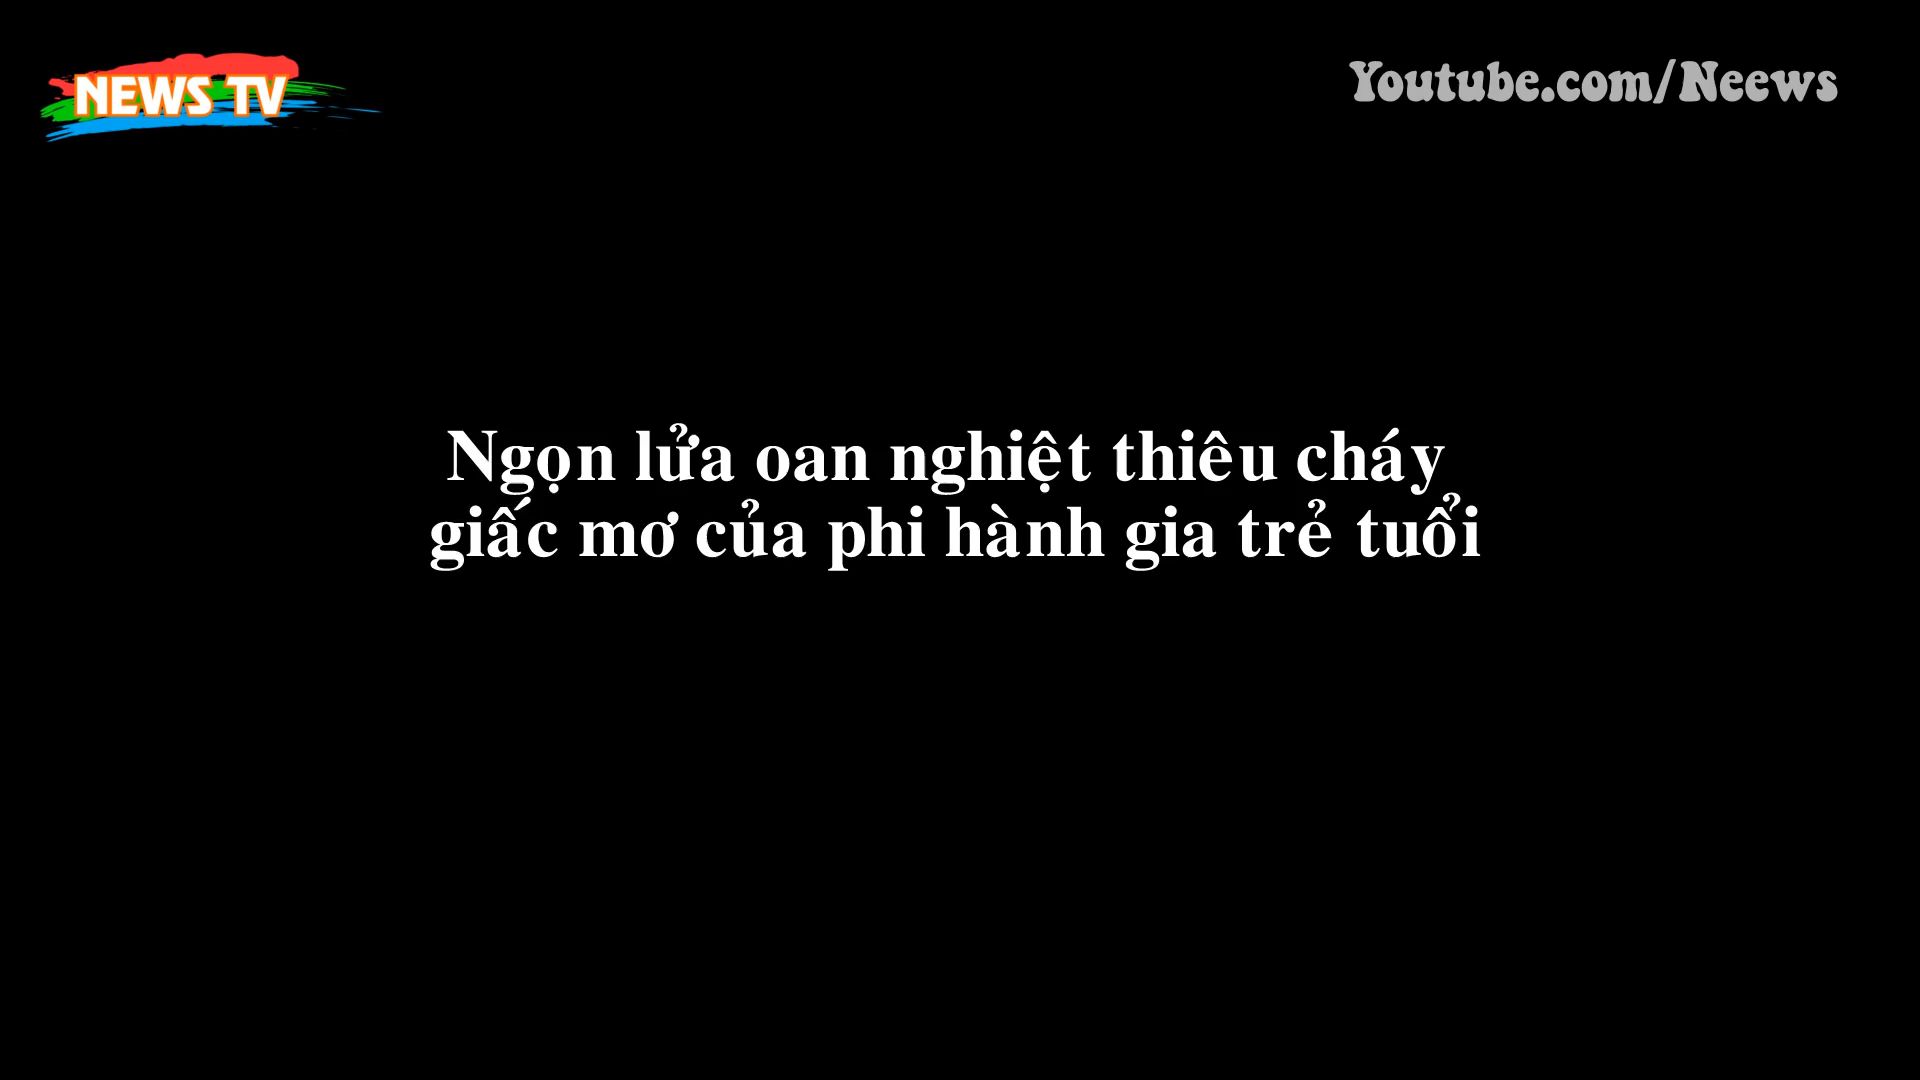 NEWS TV
Youtube.com/Neews
Ngọn lửa oan nghiệt thiêu cháy
giấc mơ của phi hành gia trẻ tuổi